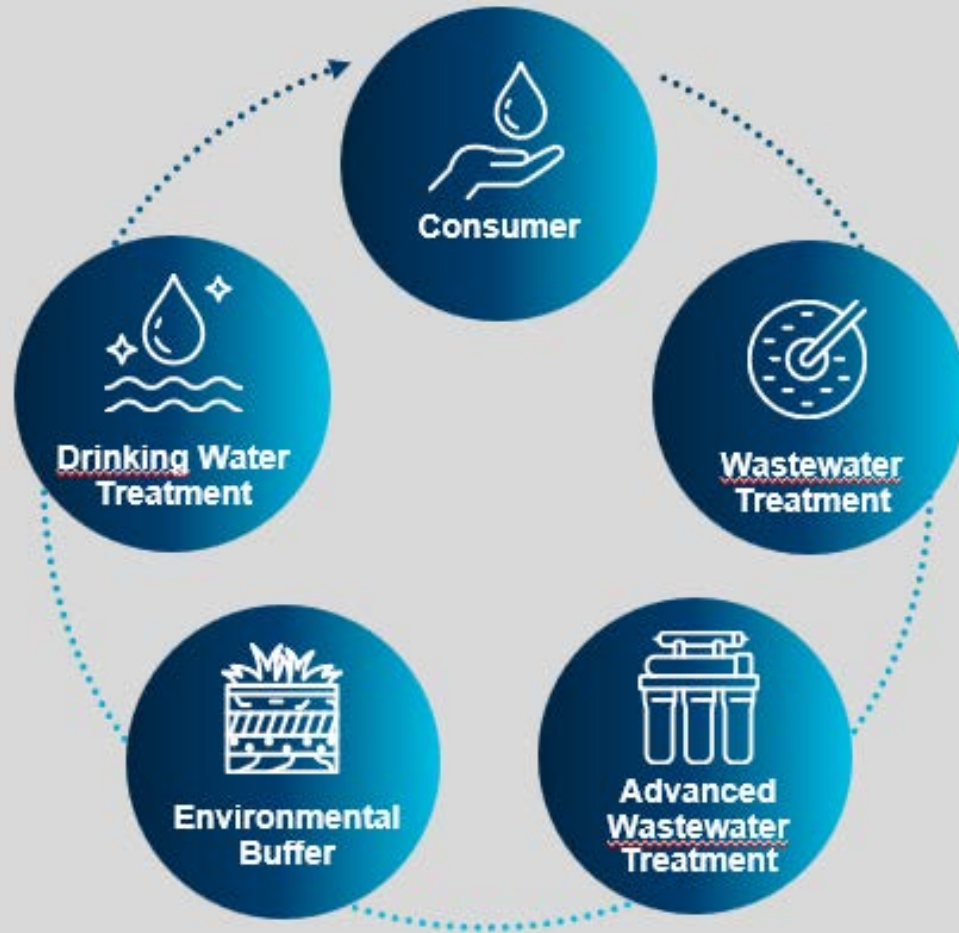 Consumer
Drinking Water
Treatment
Wastewater
Treatment
Environmental
Buffer
Advanced
Wastewater
Treatment